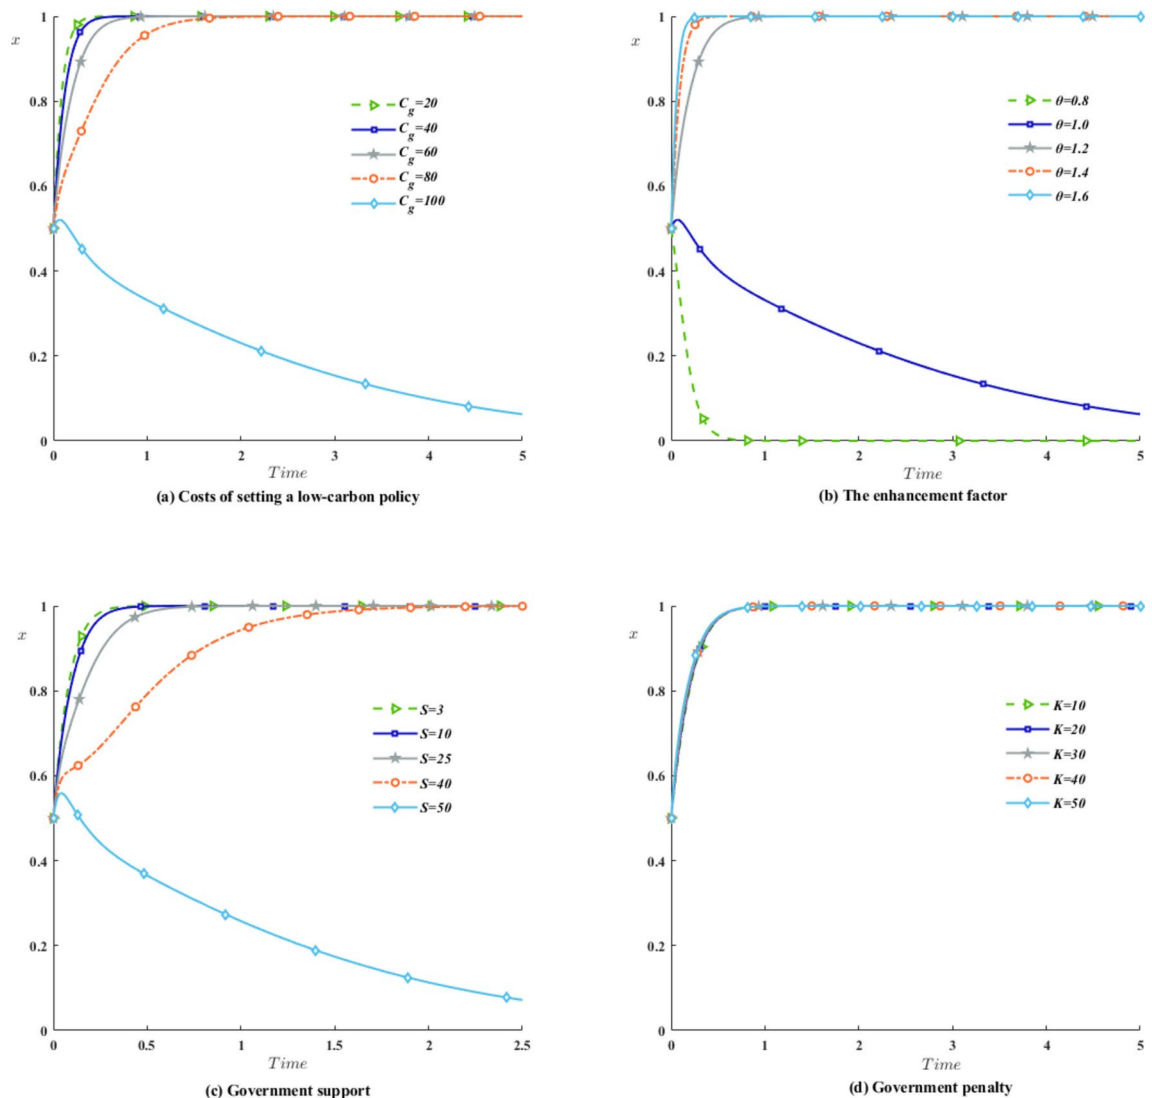 1
x
0.8
0.6
0.4
0.2
0
C_g=20
C_g=40
C_g=60
C_g=80
C_g=100
0 1 2 3 4 5
Time
(a) Costs of setting a low-carbon policy
1
x
0.8
0.6
0.4
0.2
0
θ=0.8
θ=1.0
θ=1.2
θ=1.4
θ=1.6
0 1 2 3 4 5
Time
(b) The enhancement factor
1
x
0.8
0.6
0.4
0.2
0
S=3
S=10
S=25
S=40
S=50
0 0.5 1 1.5 2 2.5
Time
(c) Government support
1
x
0.8
0.6
0.4
0.2
0
K=10
K=20
K=30
K=40
K=50
0 1 2 3 4 5
Time
(d) Government penalty